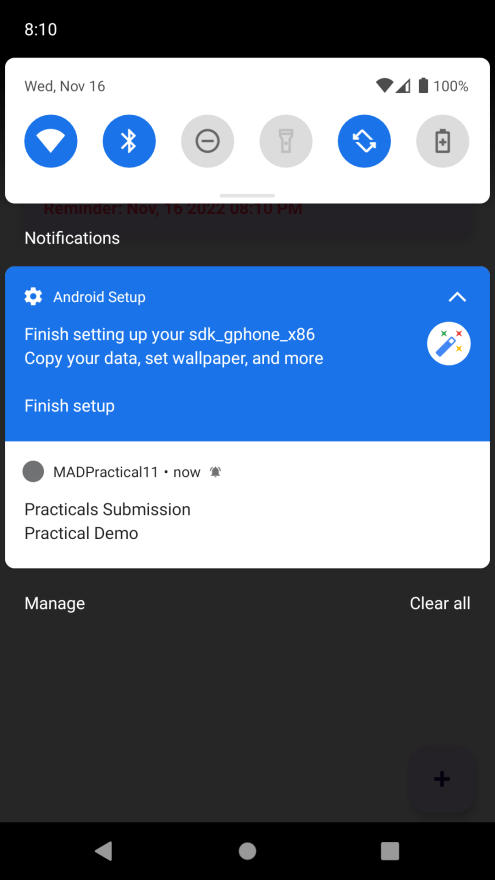 8:10
Wed, Nov 16
100%
Reminder: Nov, 16 2022 08:10 PM
Notifications
Android Setup
Finish setting up your sdk_gphone_x86
Copy your data, set wallpaper, and more
Finish setup
MADPractical11 • now
Practicals Submission
Practical Demo
Manage
Clear all